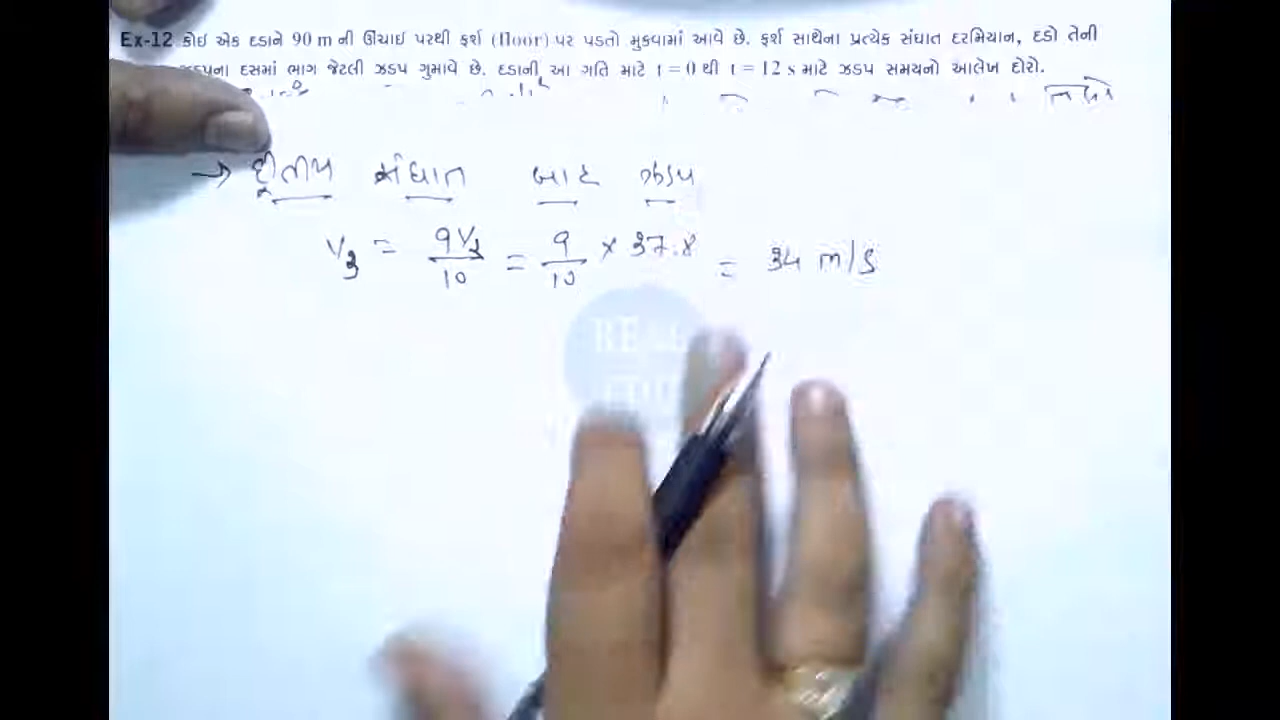 Ex-12 કોઇ એક દડાને 90 m ની ઊંચાઇ પરથી ફર્શ (floor) પર પડતો મુકવામાં આવે છે. ફર્શ સાથેના પ્રત્યેક સંઘાત દરમિયાન, દડો તેની
દસમાં ભાગ જેટલી ઝડપ ગુમાવે છે. દડાની આ ગતિ માટે t = 0 થી t = 12 s માટે ઝડપ સમયનો આલેખ દોરો.
→ સંઘાત બાદ ઝડપ
V₃ = 9V₂/10 = 9/10 × 37.8 = 34 m/s
REAL